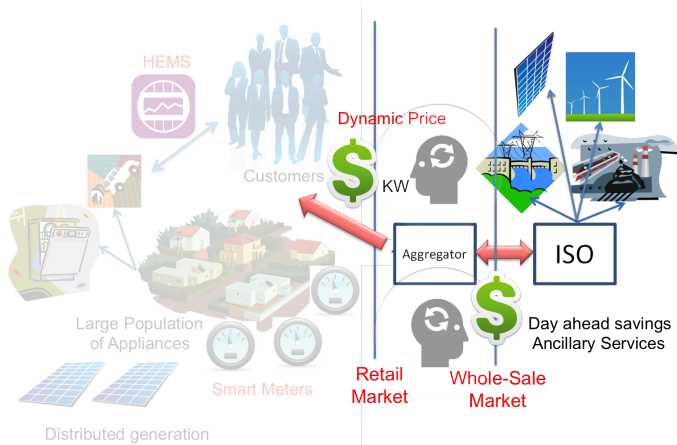 HEMS
Dynamic Price
$
KW
Customers
Aggregator
ISO
$
Large Population
of Appliances
Day ahead savings
Ancillary Services
Smart Meters
Retail
Market
Whole-Sale
Market
Distributed generation